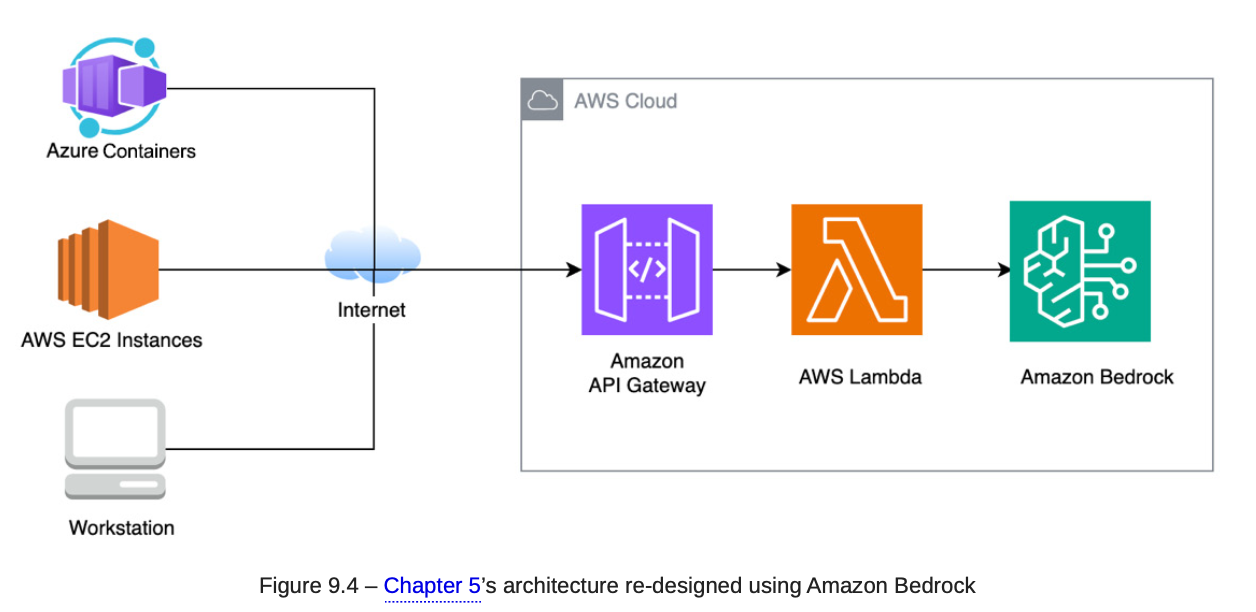 Azure Containers
AWS EC2 Instances
Workstation
Internet
AWS Cloud
</>
Amazon
API Gateway
AWS Lambda
Amazon Bedrock
Figure 9.4 – Chapter 5’s architecture re-designed using Amazon Bedrock